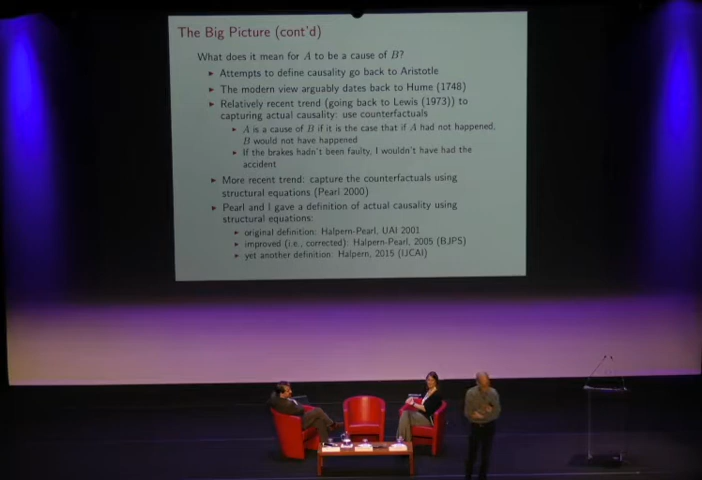 The Big Picture (cont'd)
What does it mean for A to be a cause of B?
▸ Attempts to define causality go back to Aristotle
▸ The modern view arguably dates back to Hume (1748)
▸ Relatively recent trend (going back to Lewis (1973)) to
capturing actual causality: use counterfactuals
▸ A is a cause of B if it is the case that if A had not happened,
B would not have happened
▸ If the brakes hadn't been faulty, I wouldn't have had the
accident
▸ More recent trend: capture the counterfactuals using
structural equations (Pearl 2000)
▸ Pearl and I gave a definition of actual causality using
structural equations:
▸ original definition: Halpern-Pearl, UAI 2001
▸ improved (i.e., corrected): Halpern-Pearl, 2005 (BJPS)
▸ yet another definition: Halpern, 2015 (IJCAI)